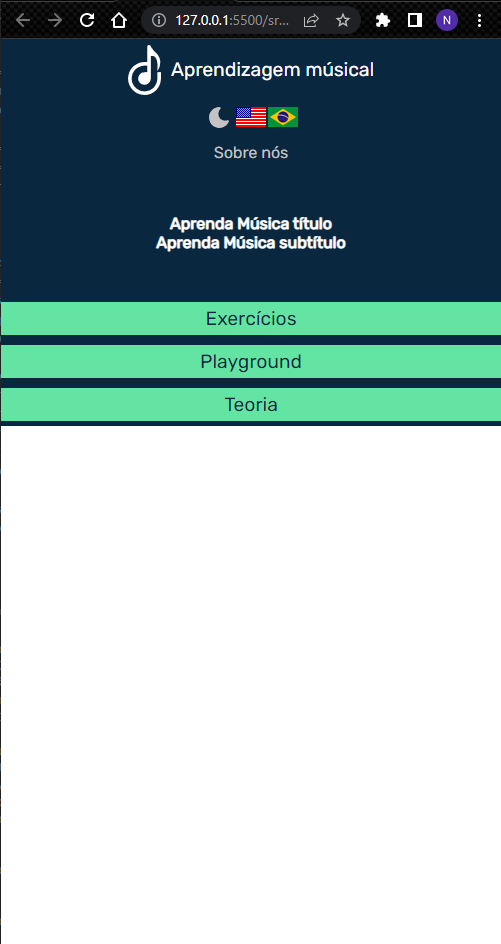 127.0.0.1:5500/sr...
N
Aprendizagem músical
Sobre nós
Aprenda Música título
Aprenda Música subtítulo
Exercícios
Playground
Teoria